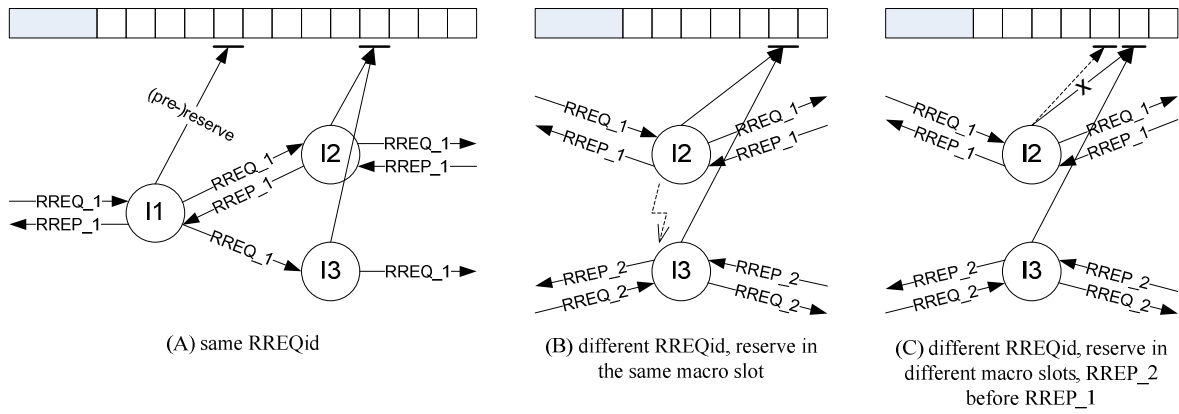 (pre-)reserve
I2
RREQ_1
RREP_1
RREQ_1
RREP_1
RREQ_1
RREP_1
I1
RREQ_1
I3
RREQ_1
(A) same RREQid
RREQ_1
RREP_1
RREQ_1
RREP_1
I2
I3
RREP_2
RREQ_2
RREP_2
RREQ_2
(B) different RREQid, reserve in
the same macro slot
X
RREQ_1
RREP_1
RREQ_1
RREP_1
I2
I3
RREP_2
RREQ_2
RREP_2
RREQ_2
(C) different RREQid, reserve in
different macro slots, RREP_2
before RREP_1